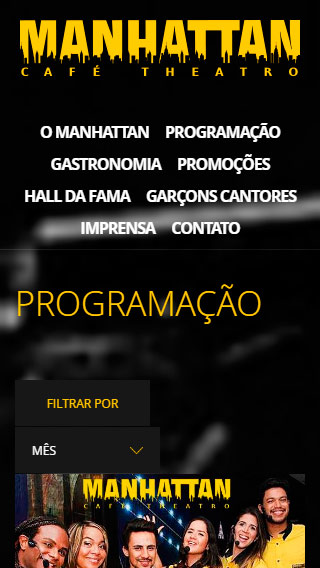 MANHATTAN
CAFÉ THEATRO
O MANHATTAN PROGRAMAÇÃO
GASTRONOMIA PROMOÇÕES
HALL DA FAMA GARÇONS CANTORES
IMPRENSA CONTATO
PROGRAMAÇÃO
FILTRAR POR
MÊS
MANHATTAN
CAFÉ THEATRO